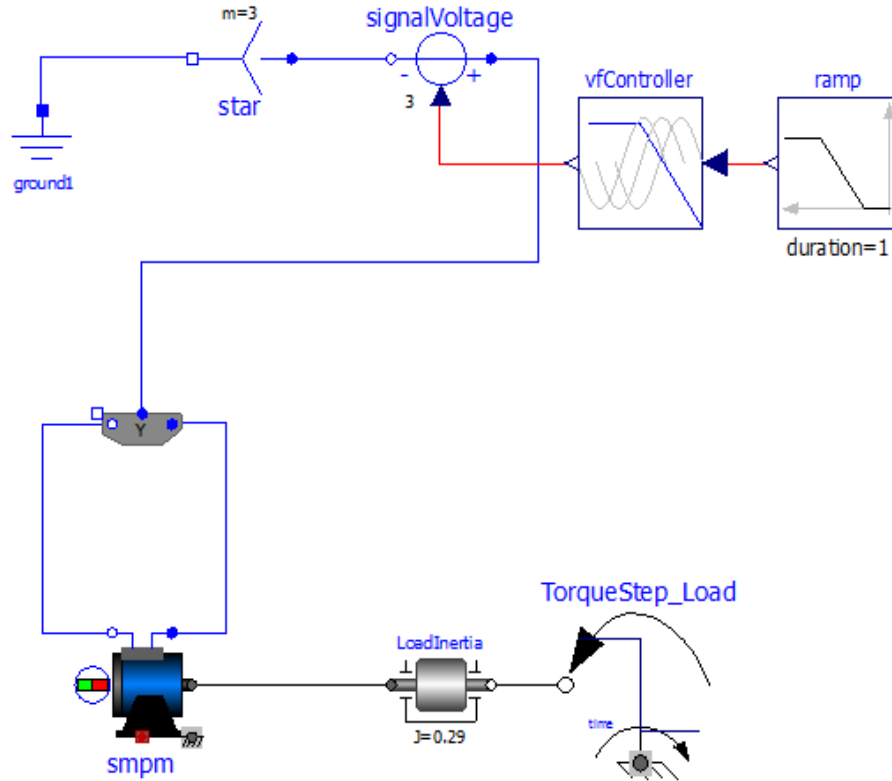 m=3
signalVoltage
vfController
ramp
- +
star
3
ground1
duration=1
Y
TorqueStep_Load
LoadInertia
time
J=0.29
smpm